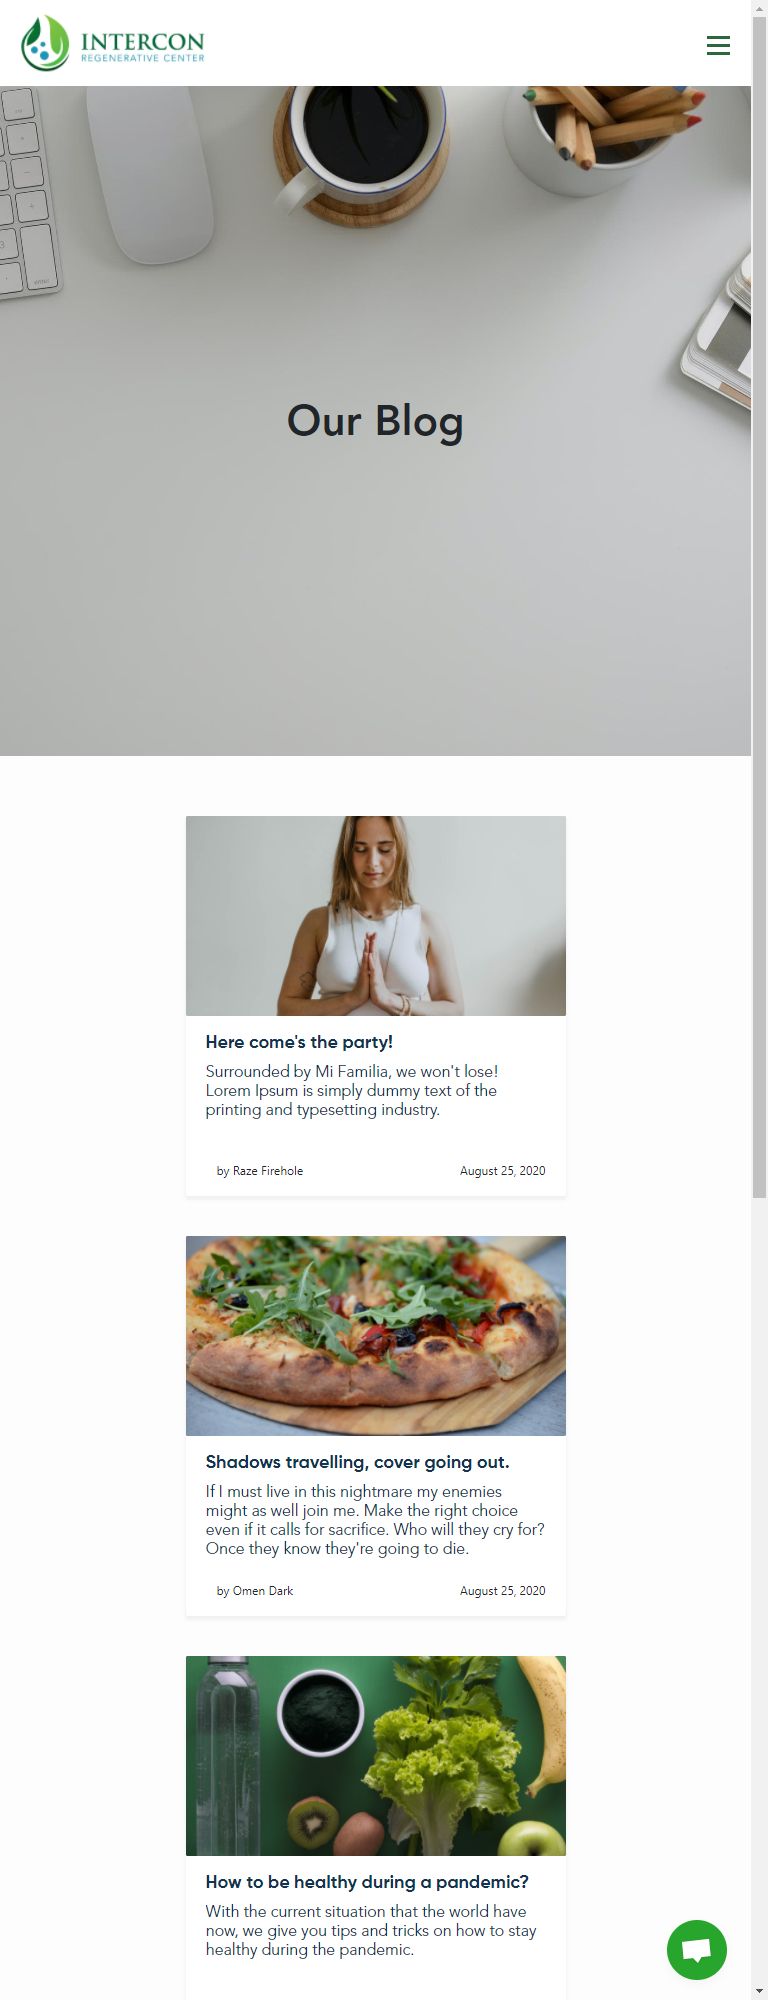 INTERCON
REGENERATIVE CENTER
Our Blog
Here come's the party!
Surrounded by Mi Familia, we won't lose!
Lorem Ipsum is simply dummy text of the
printing and typesetting industry.
by Raze Firehole
August 25, 2020
Shadows travelling, cover going out.
If I must live in this nightmare my enemies
might as well join me. Make the right choice
even if it calls for sacrifice. Who will they cry for?
Once they know they're going to die.
by Omen Dark
August 25, 2020
How to be healthy during a pandemic?
With the current situation that the world have
now, we give you tips and tricks on how to stay
healthy during the pandemic.